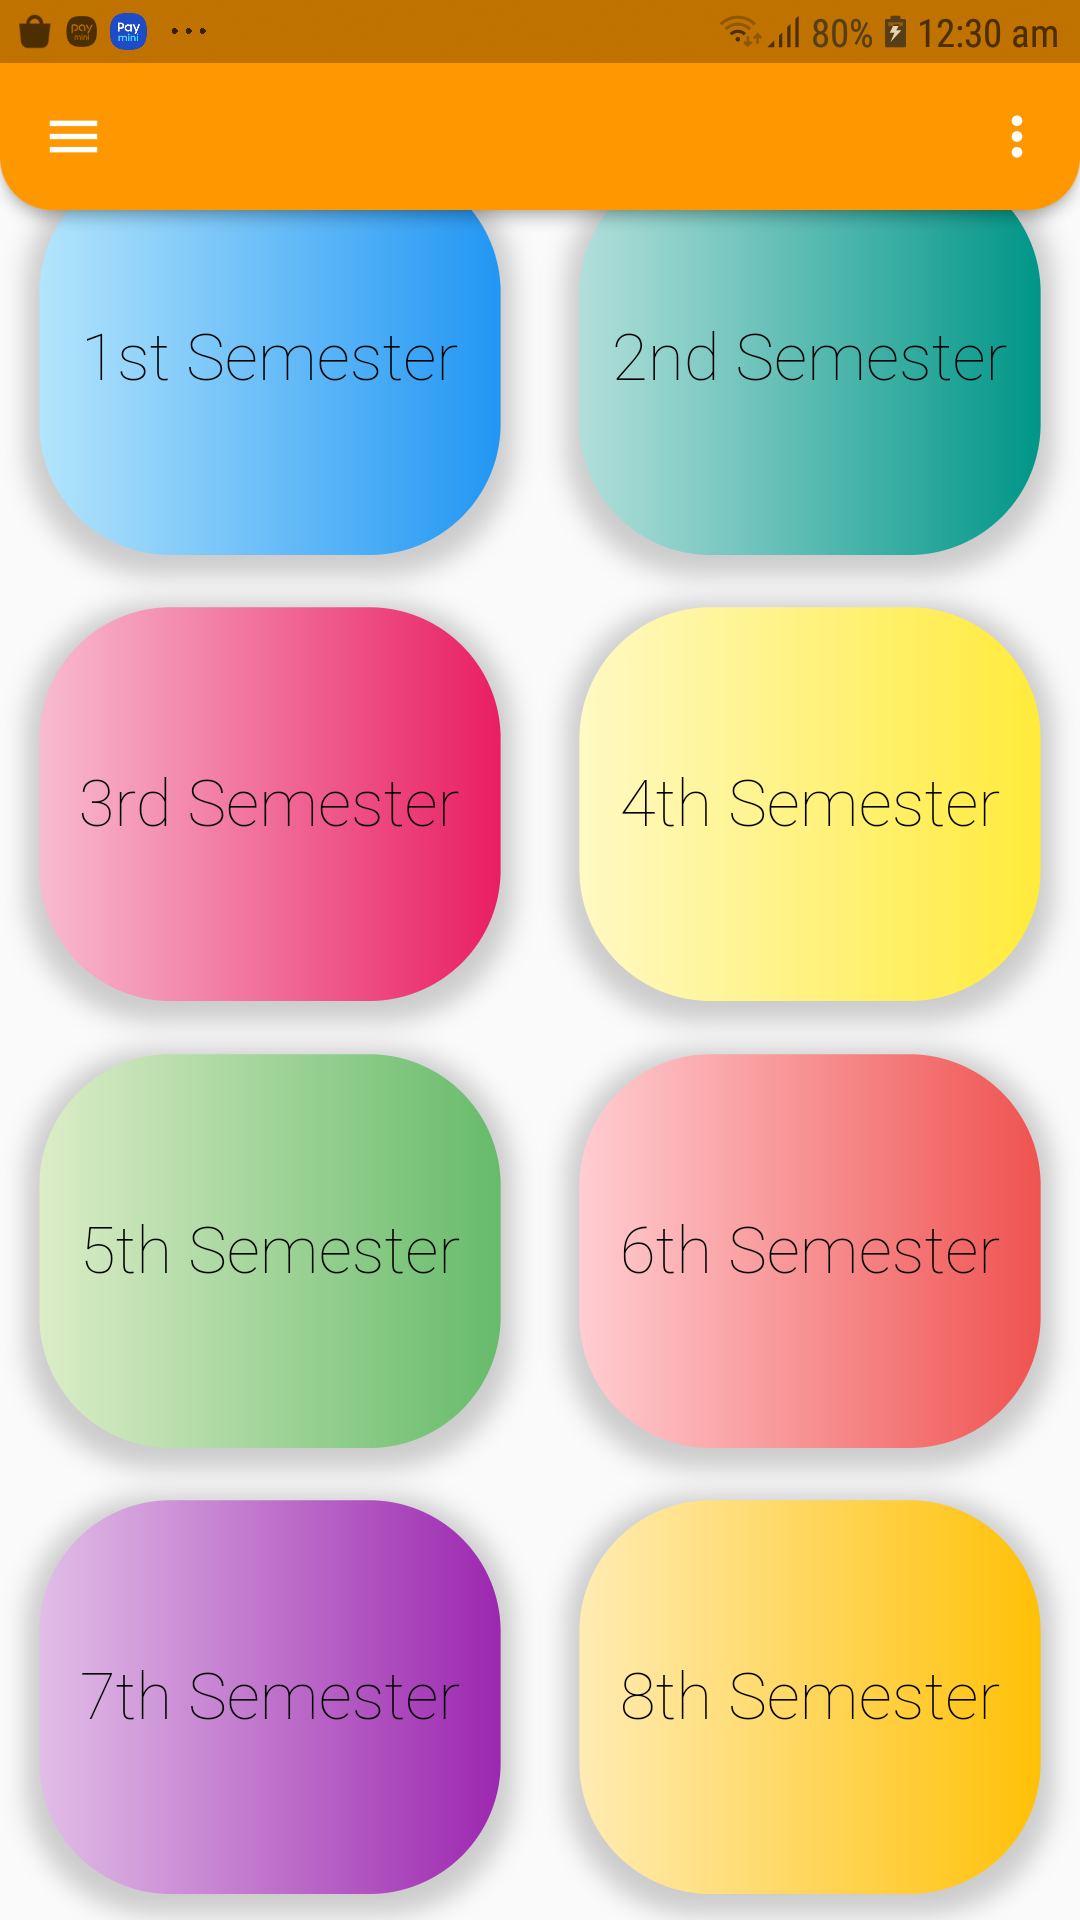 pay mini Pay mini 80% 12:30 am
1st Semester 2nd Semester
3rd Semester 4th Semester
5th Semester 6th Semester
7th Semester 8th Semester